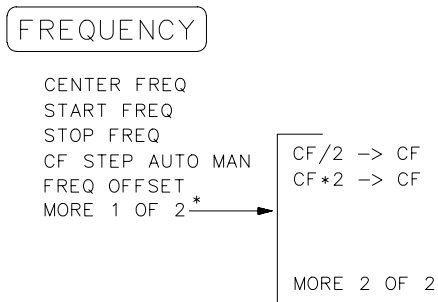 FREQUENCY
CENTER FREQ
START FREQ
STOP FREQ
CF STEP AUTO MAN
FREQ OFFSET
MORE 1 OF 2*
CF/2 -> CF
CF*2 -> CF
MORE 2 OF 2